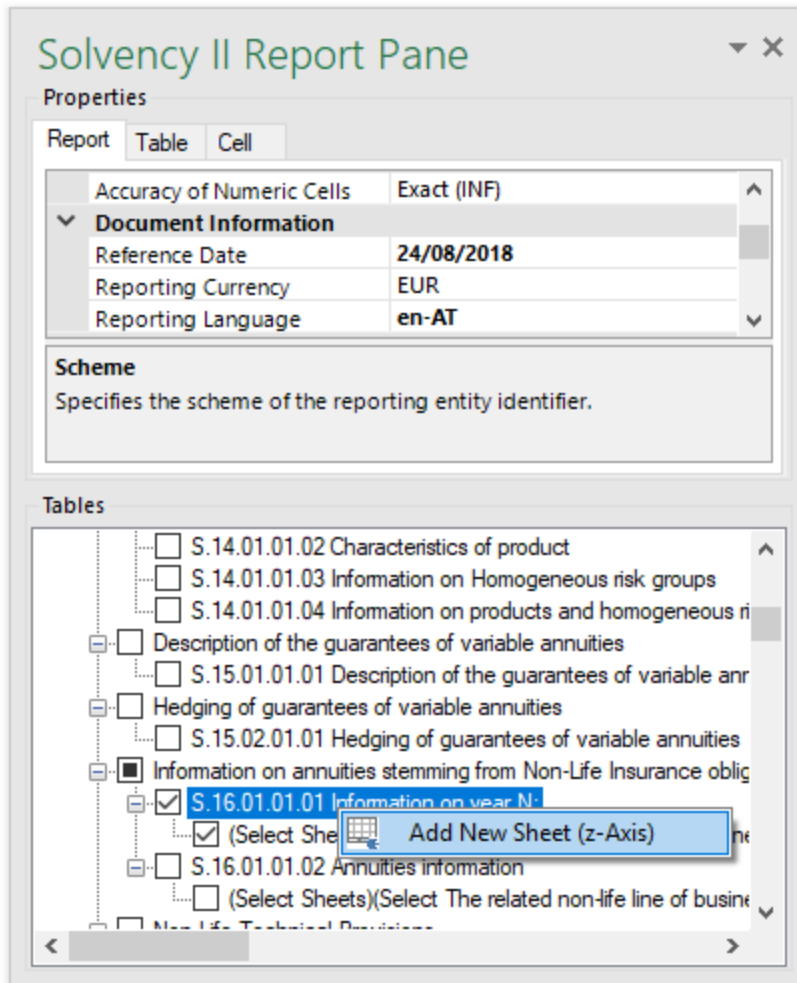 Solvency II Report Pane
Properties
Report Table Cell
Accuracy of Numeric Cells Exact (INF)
Document Information
Reference Date 24/08/2018
Reporting Currency EUR
Reporting Language en-AT
Scheme
Specifies the scheme of the reporting entity identifier.
Tables
S.14.01.01.02 Characteristics of product
S.14.01.01.03 Information on Homogeneous risk groups
S.14.01.01.04 Information on products and homogeneous ri
Description of the guarantees of variable annuities
S.15.01.01.01 Description of the guarantees of variable ann
Hedging of guarantees of variable annuities
S.15.02.01.01 Hedging of guarantees of variable annuities
Information on annuities stemming from Non-Life Insurance oblig
S.16.01.01.01 Information on year N:
(Select She Add New Sheet (z-Axis) ne
S.16.01.01.02 Annuities information
(Select Sheets)(Select The related non-life line of busine
Non-Life Technical Provisions